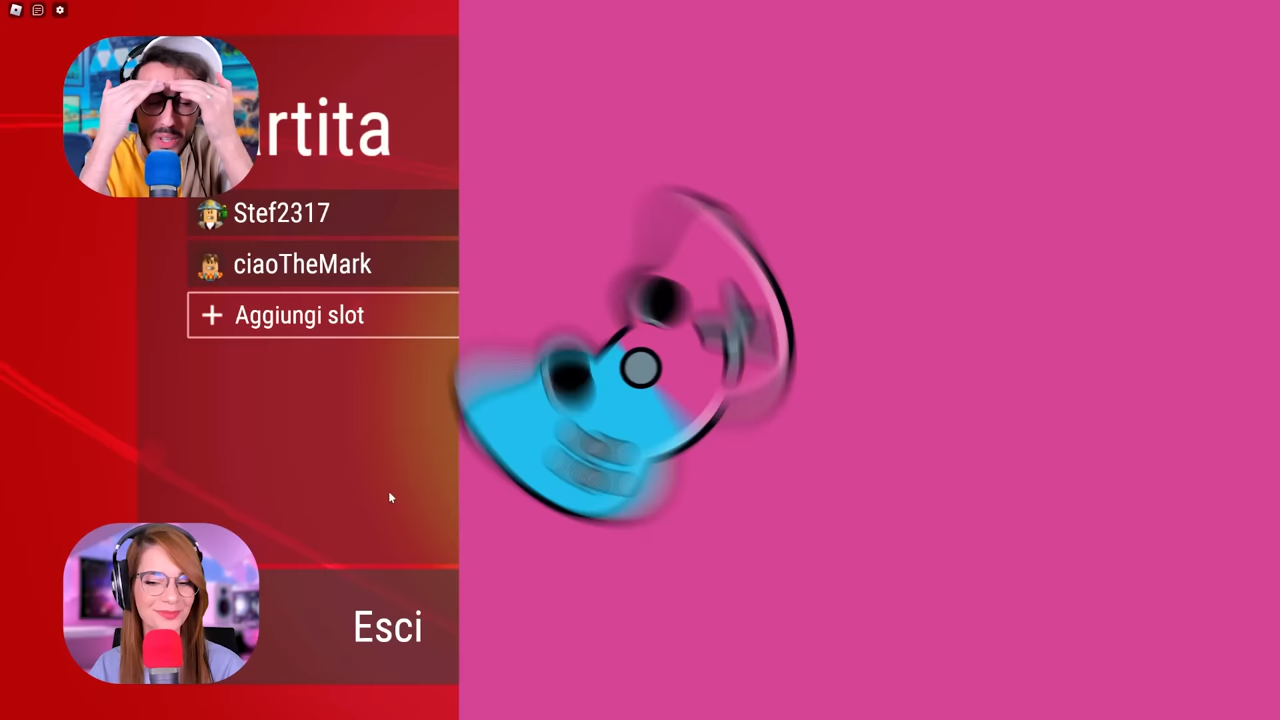 rtita
Stef2317
ciaoTheMark
+ Aggiungi slot
Esci